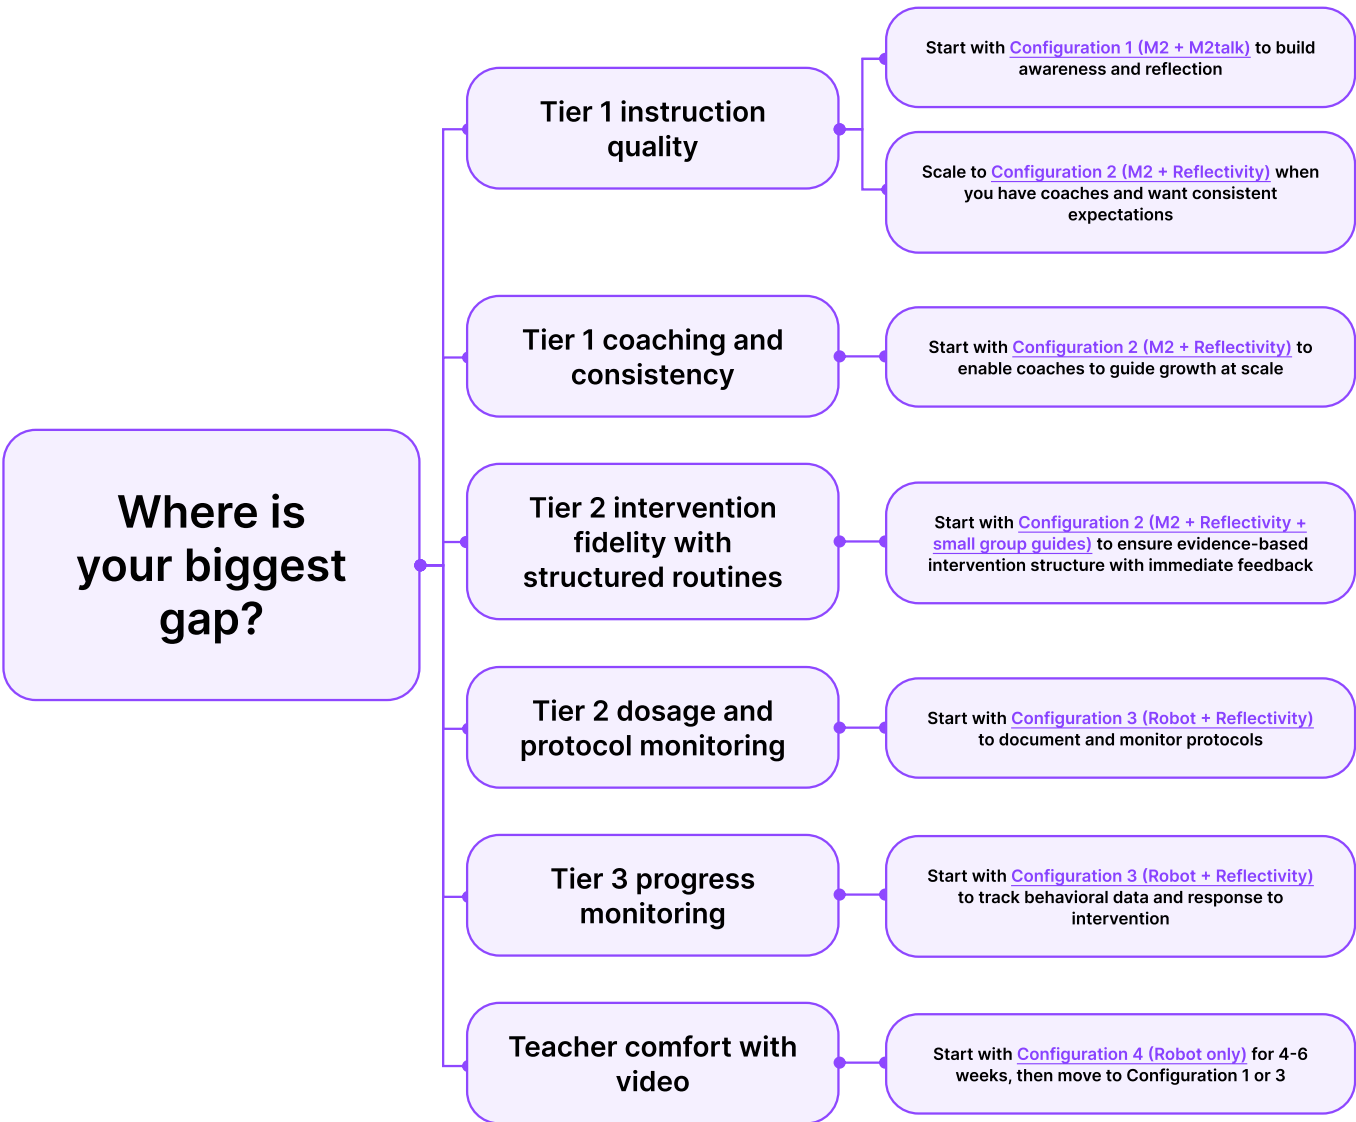 Where is
your biggest
gap?
Tier 1 instruction
quality
Start with Configuration 1 (M2 + M2talk) to build
awareness and reflection
Scale to Configuration 2 (M2 + Reflectivity) when
you have coaches and want consistent
expectations
Tier 1 coaching and
consistency
Start with Configuration 2 (M2 + Reflectivity) to
enable coaches to guide growth at scale
Tier 2 intervention
fidelity with
structured routines
Start with Configuration 2 (M2 + Reflectivity +
small group guides) to ensure evidence-based
intervention structure with immediate feedback
Tier 2 dosage and
protocol monitoring
Start with Configuration 3 (Robot + Reflectivity)
to document and monitor protocols
Tier 3 progress
monitoring
Start with Configuration 3 (Robot + Reflectivity)
to track behavioral data and response to
intervention
Teacher comfort with
video
Start with Configuration 4 (Robot only) for 4-6
weeks, then move to Configuration 1 or 3